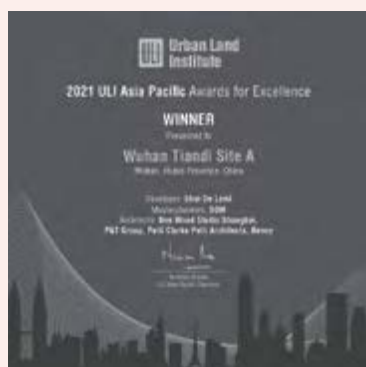 ULI Urban Land
Institute
2021 ULI Asia Pacific Awards for Excellence
WINNER
Presented to
Wuhan Tiandi Site A
Wuhan, Hubei Province, China
Developer: Shui On Land
Masterplanners: SOM
Architects: Ben Wood Studio Shanghai,
P&T Group, Pelli Clarke Pelli Architects, Benoy